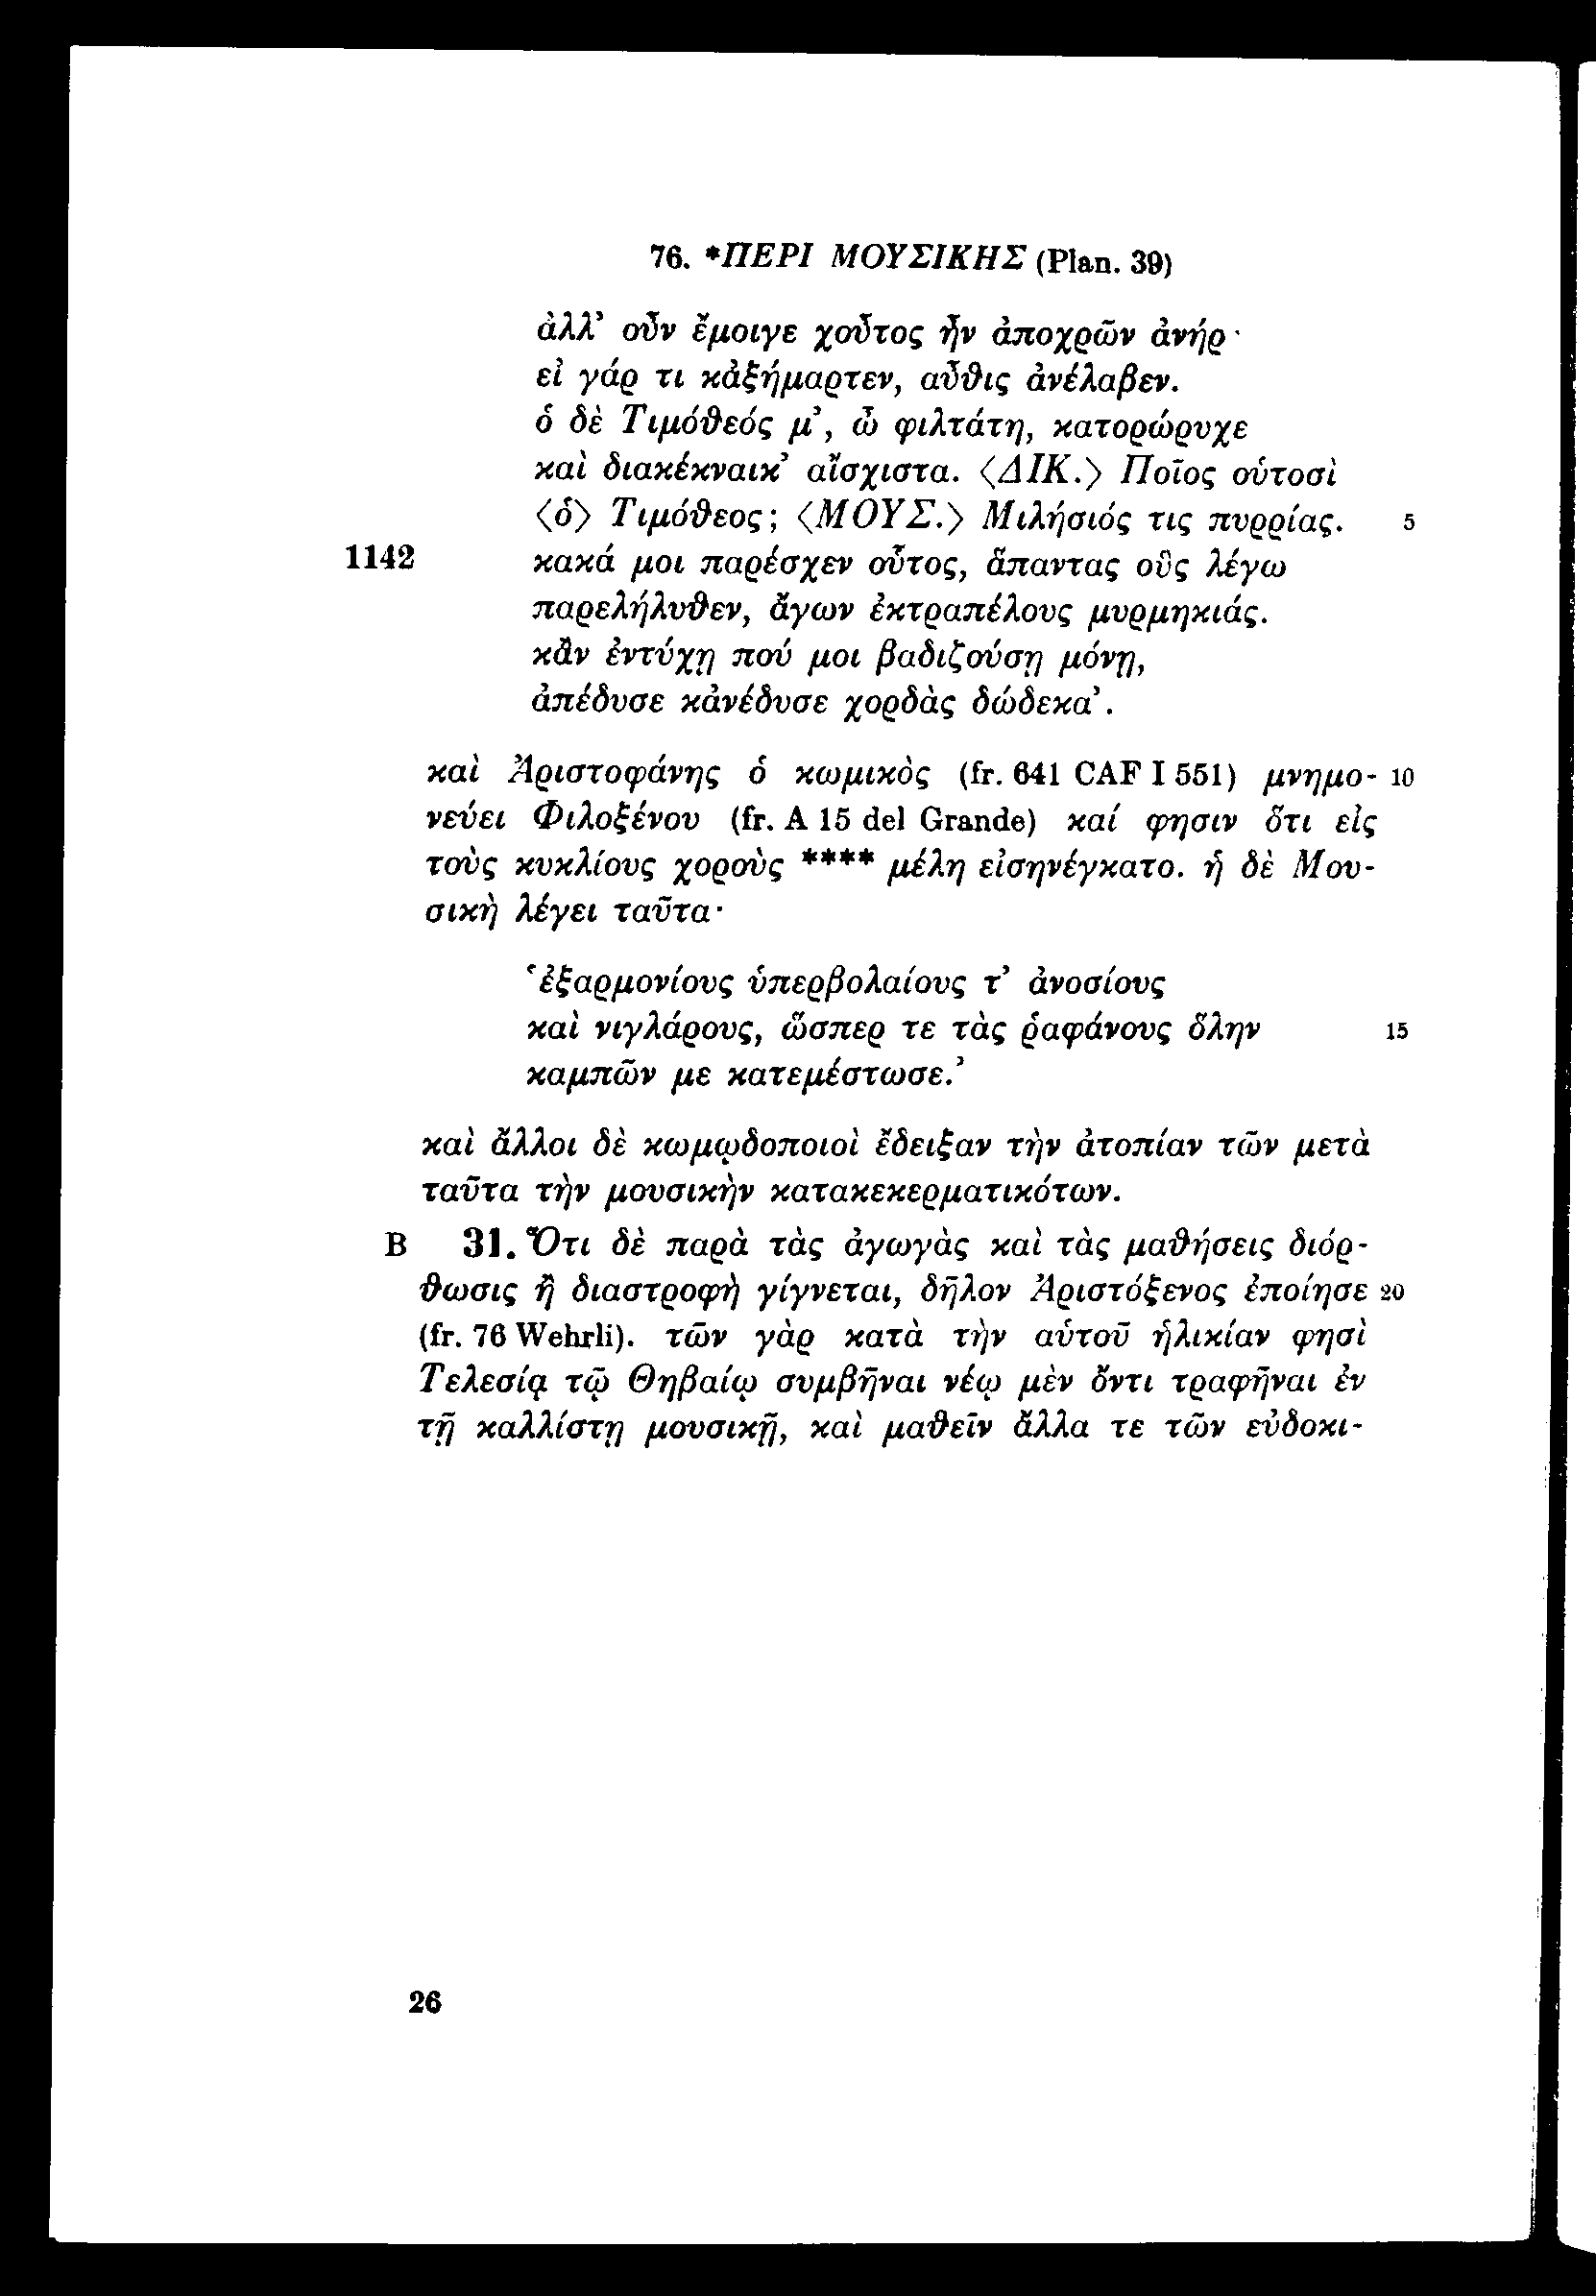 76. *ΠΕΡΙ ΜΟΥΣΙΚΗΣ (Plan. 39)
ἀλλ’ οὖν ἔμοιγε χοὖτος ἦν ἀποχρῶν ἀνήρ·
εἰ γάρ τι κἀξήμαρτεν, αὖϑις ἀνέλαβεν.
ὁ δὲ Τιμόϑεός μ’, ὦ φιλτάτη, κατορώρυχε
καὶ διακέκναικ’ αἴσχιστα. 〈ΔΙΚ.〉 Ποῖος οὑτοσὶ
〈ὁ〉 Τιμόϑεος; 〈ΜΟΥΣ.〉 Μιλήσιός τις πυρρίας. 5
1142 κακά μοι παρέσχεν οὗτος, ἅπαντας οὓς λέγω
παρελήλυϑεν, ἄγων ἐκτραπέλους μυρμηκιάς.
κἂν ἐντύχῃ πού μοι βαδιζούσῃ μόνῃ,
ἀπέδυσε κἀνέδυσε χορδὰς δώδεκα’.
καὶ Ἀριστοφάνης ὁ κωμικὸς (fr. 641 CAF I 551) μνημο- 10
νεύει Φιλοξένου (fr. A 15 del Grande) καί φησιν ὅτι εἰς
τοὺς κυκλίους χοροὺς **** μέλη εἰσηνέγκατο. ἡ δὲ Μου-
σικὴ λέγει ταῦτα·
‘ἐξαρμονίους ὑπερβολαίους τ’ ἀνοσίους
καὶ νιγλάρους, ὥσπερ τε τὰς ῥαφάνους ὅλην 15
καμπῶν με κατεμέστωσε.’
καὶ ἄλλοι δὲ κωμῳδοποιοὶ ἔδειξαν τὴν ἀτοπίαν τῶν μετὰ
ταῦτα τὴν μουσικὴν κατακεκερματικότων.
B 31. Ὅτι δὲ παρὰ τὰς ἀγωγὰς καὶ τὰς μαϑήσεις διόρ-
ϑωσις ἢ διαστροφὴ γίγνεται, δῆλον Ἀριστόξενος ἐποίησε 20
(fr. 76 Wehrli). τῶν γὰρ κατὰ τὴν αὑτοῦ ἡλικίαν φησὶ
Τελεσίᾳ τῷ Θηβαίῳ συμβῆναι νέῳ μὲν ὄντι τραφῆναι ἐν
τῇ καλλίστῃ μουσικῇ, καὶ μαϑεῖν ἄλλα τε τῶν εὐδοκι-
26